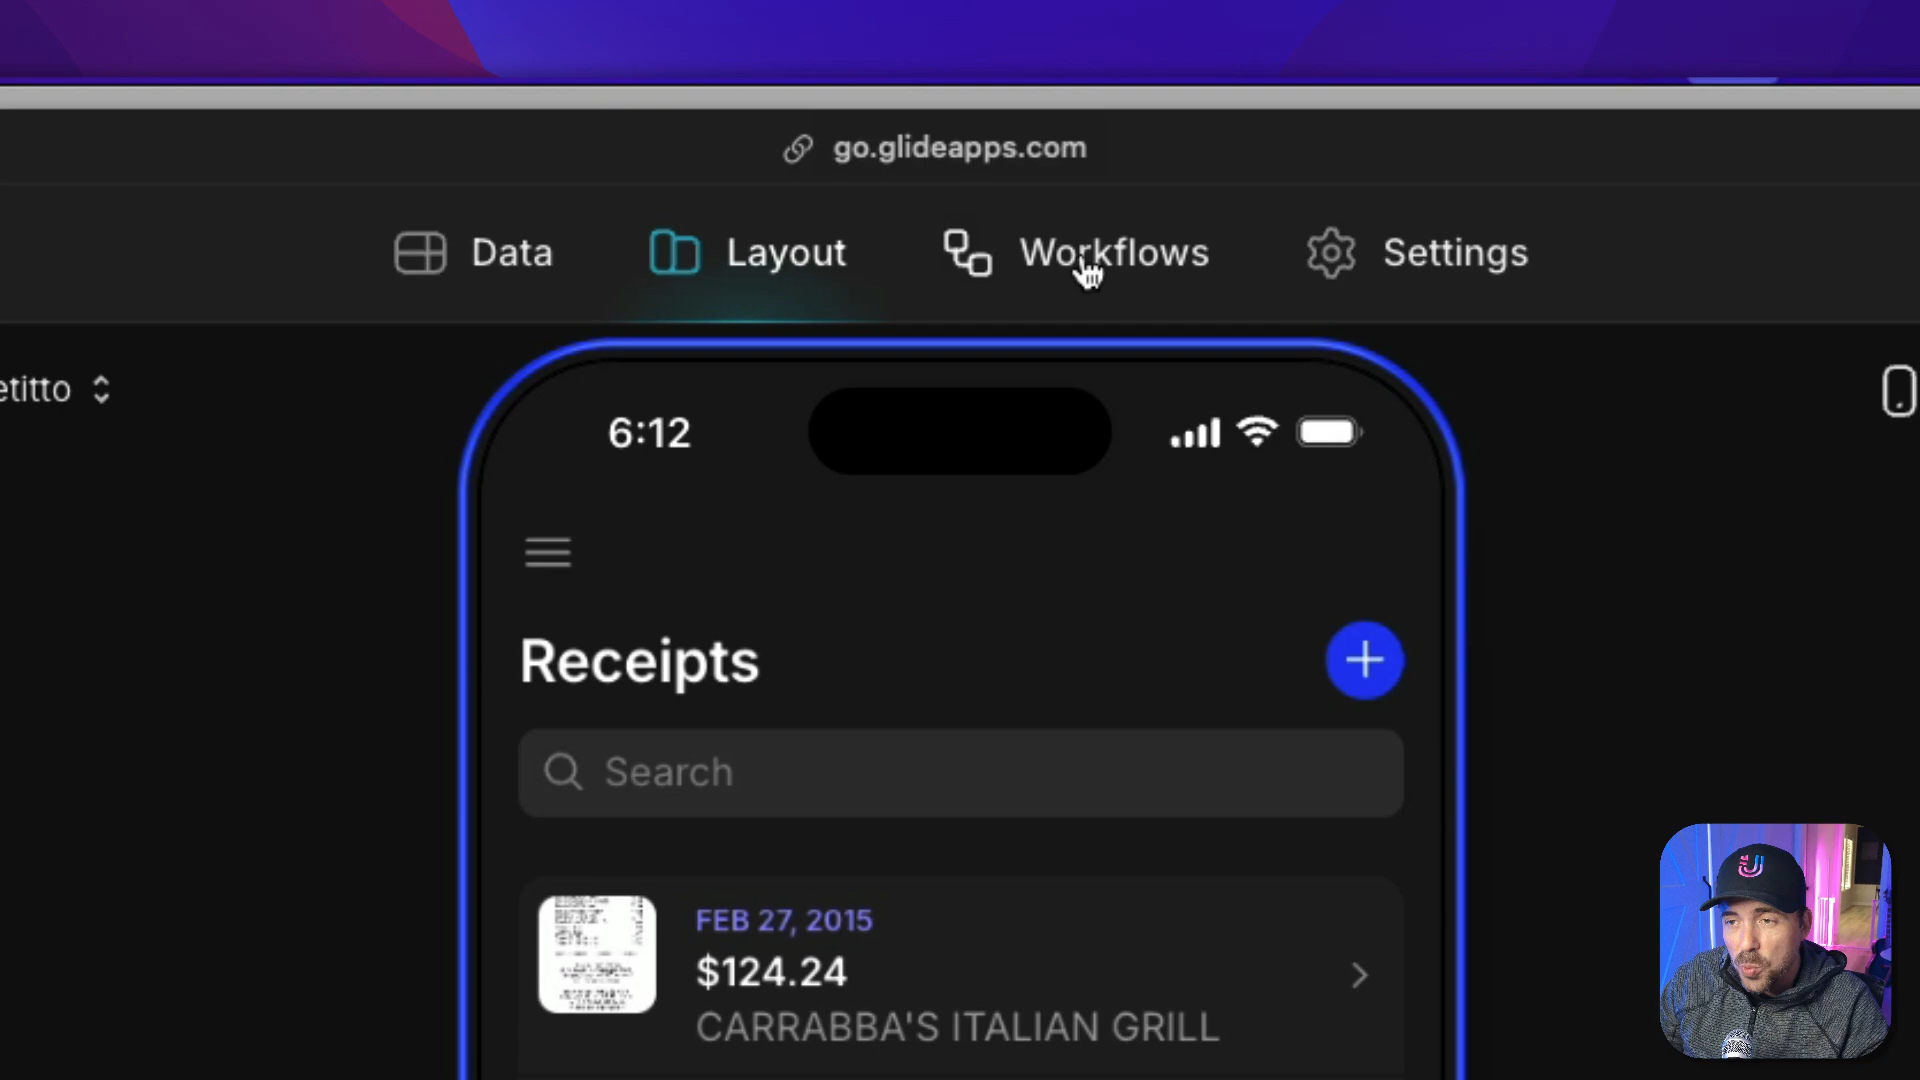 go.glideapps.com
Data Layout Workflows Settings
etitto
6:12
Receipts
Search
FEB 27, 2015
$124.24
CARRABBA'S ITALIAN GRILL